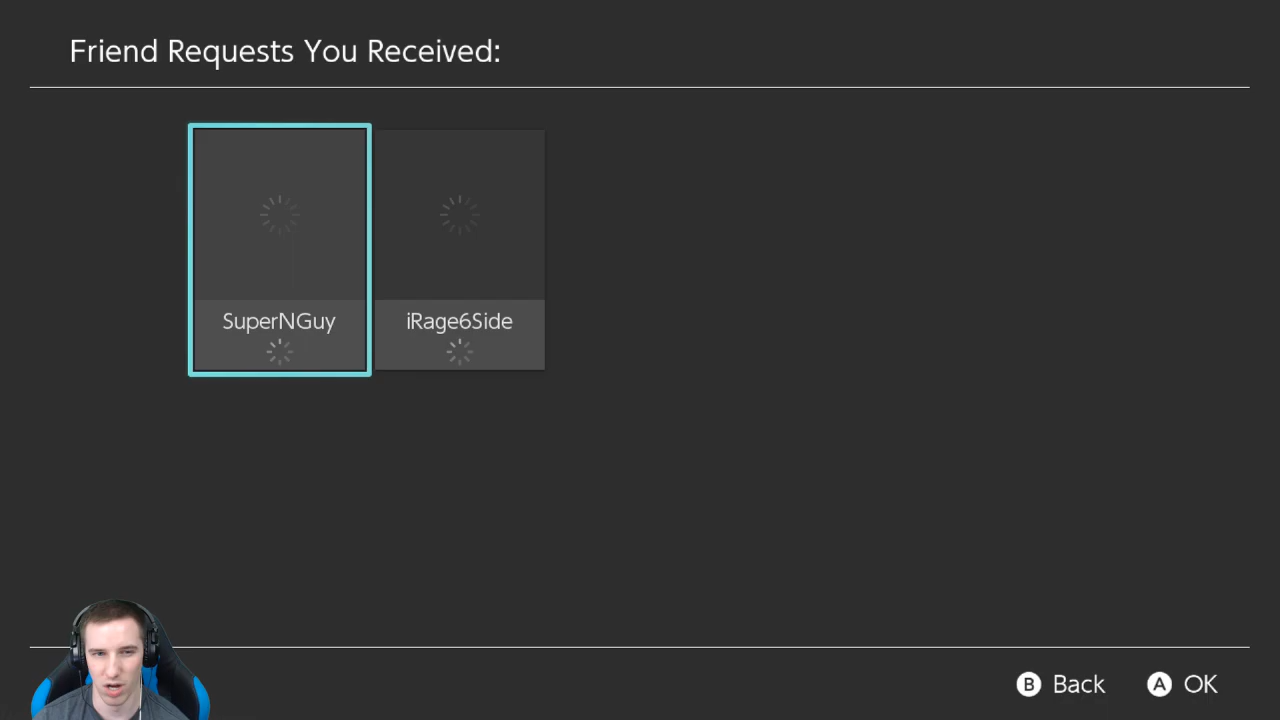 Friend Requests You Received:
SuperNGuy
iRage6Side
B Back
A OK